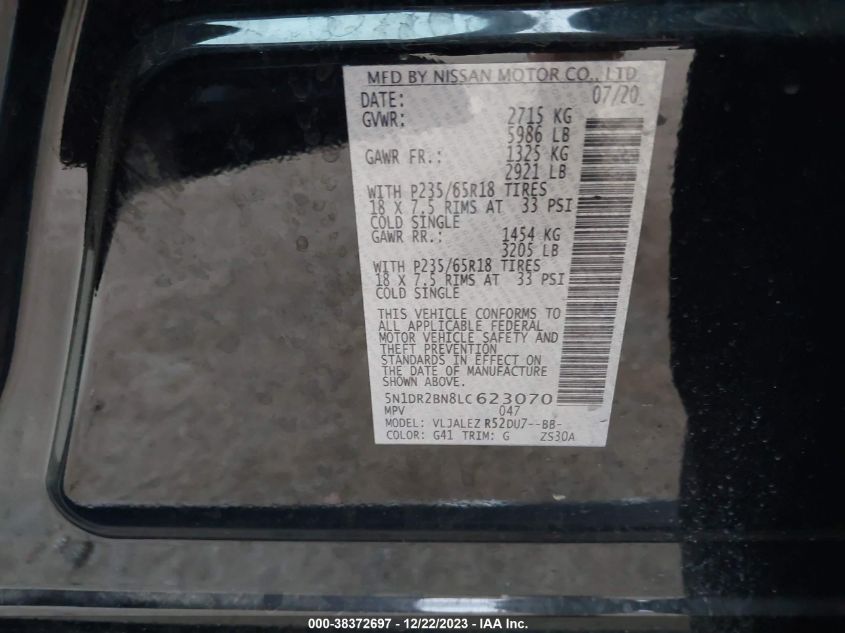 MFD BY NISSAN MOTOR CO., LTD
DATE: 07/20
GVWR: 2715 KG
5986 LB
GAWR FR.: 1325 KG
2921 LB
WITH P235/65R18 TIRES
18 X 7.5 RIMS AT 33 PSI
COLD SINGLE
GAWR RR.: 1454 KG
3205 LB
WITH P235/65R18 TIRES
18 X 7.5 RIMS AT 33 PSI
COLD SINGLE
THIS VEHICLE CONFORMS TO
ALL APPLICABLE FEDERAL
MOTOR VEHICLE SAFETY AND
THEFT PREVENTION
STANDARDS IN EFFECT ON
THE DATE OF MANUFACTURE
SHOWN ABOVE.
5N1DR2BN8LC623070
MPV 047
MODEL: VLJALEZ R52DU7--BB-
COLOR: G41 TRIM: G ZS30A
000-38372697 - 12/22/2023 - US.IAAI.COM